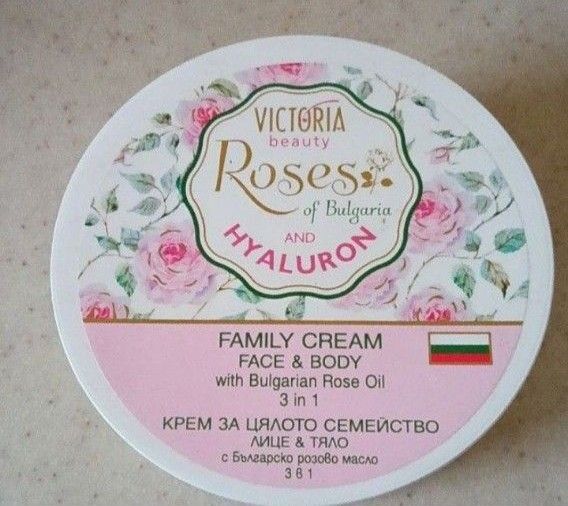 VICTORIA
beauty
Roses
of Bulgaria
AND
HYALURON
FAMILY CREAM
FACE & BODY
with Bulgarian Rose Oil
3 in 1
КРЕМ ЗА ЦЯЛОТО СЕМЕЙСТВО
ЛИЦЕ & ТЯЛО
с Българско розово масло
3 в 1